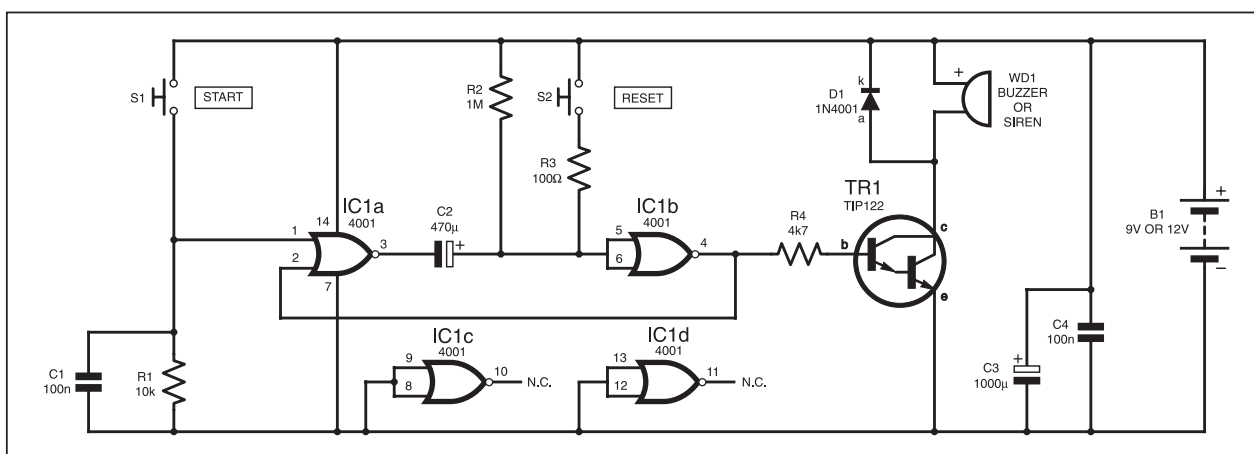 S1
START
R2
1M
S2
RESET
R3
100Ω
k
D1
1N4001
a
+
WD1
BUZZER
OR
SIREN
IC1a
4001
14
1
2
3
7
C2
470µ
+
IC1b
4001
5
6
4
R4
4k7
TR1
TIP122
b
c
e
B1
9V OR 12V
+
−
C1
100n
R1
10k
IC1c
4001
9
8
10
N.C.
IC1d
4001
13
12
11
N.C.
C3
1000µ
+
C4
100n